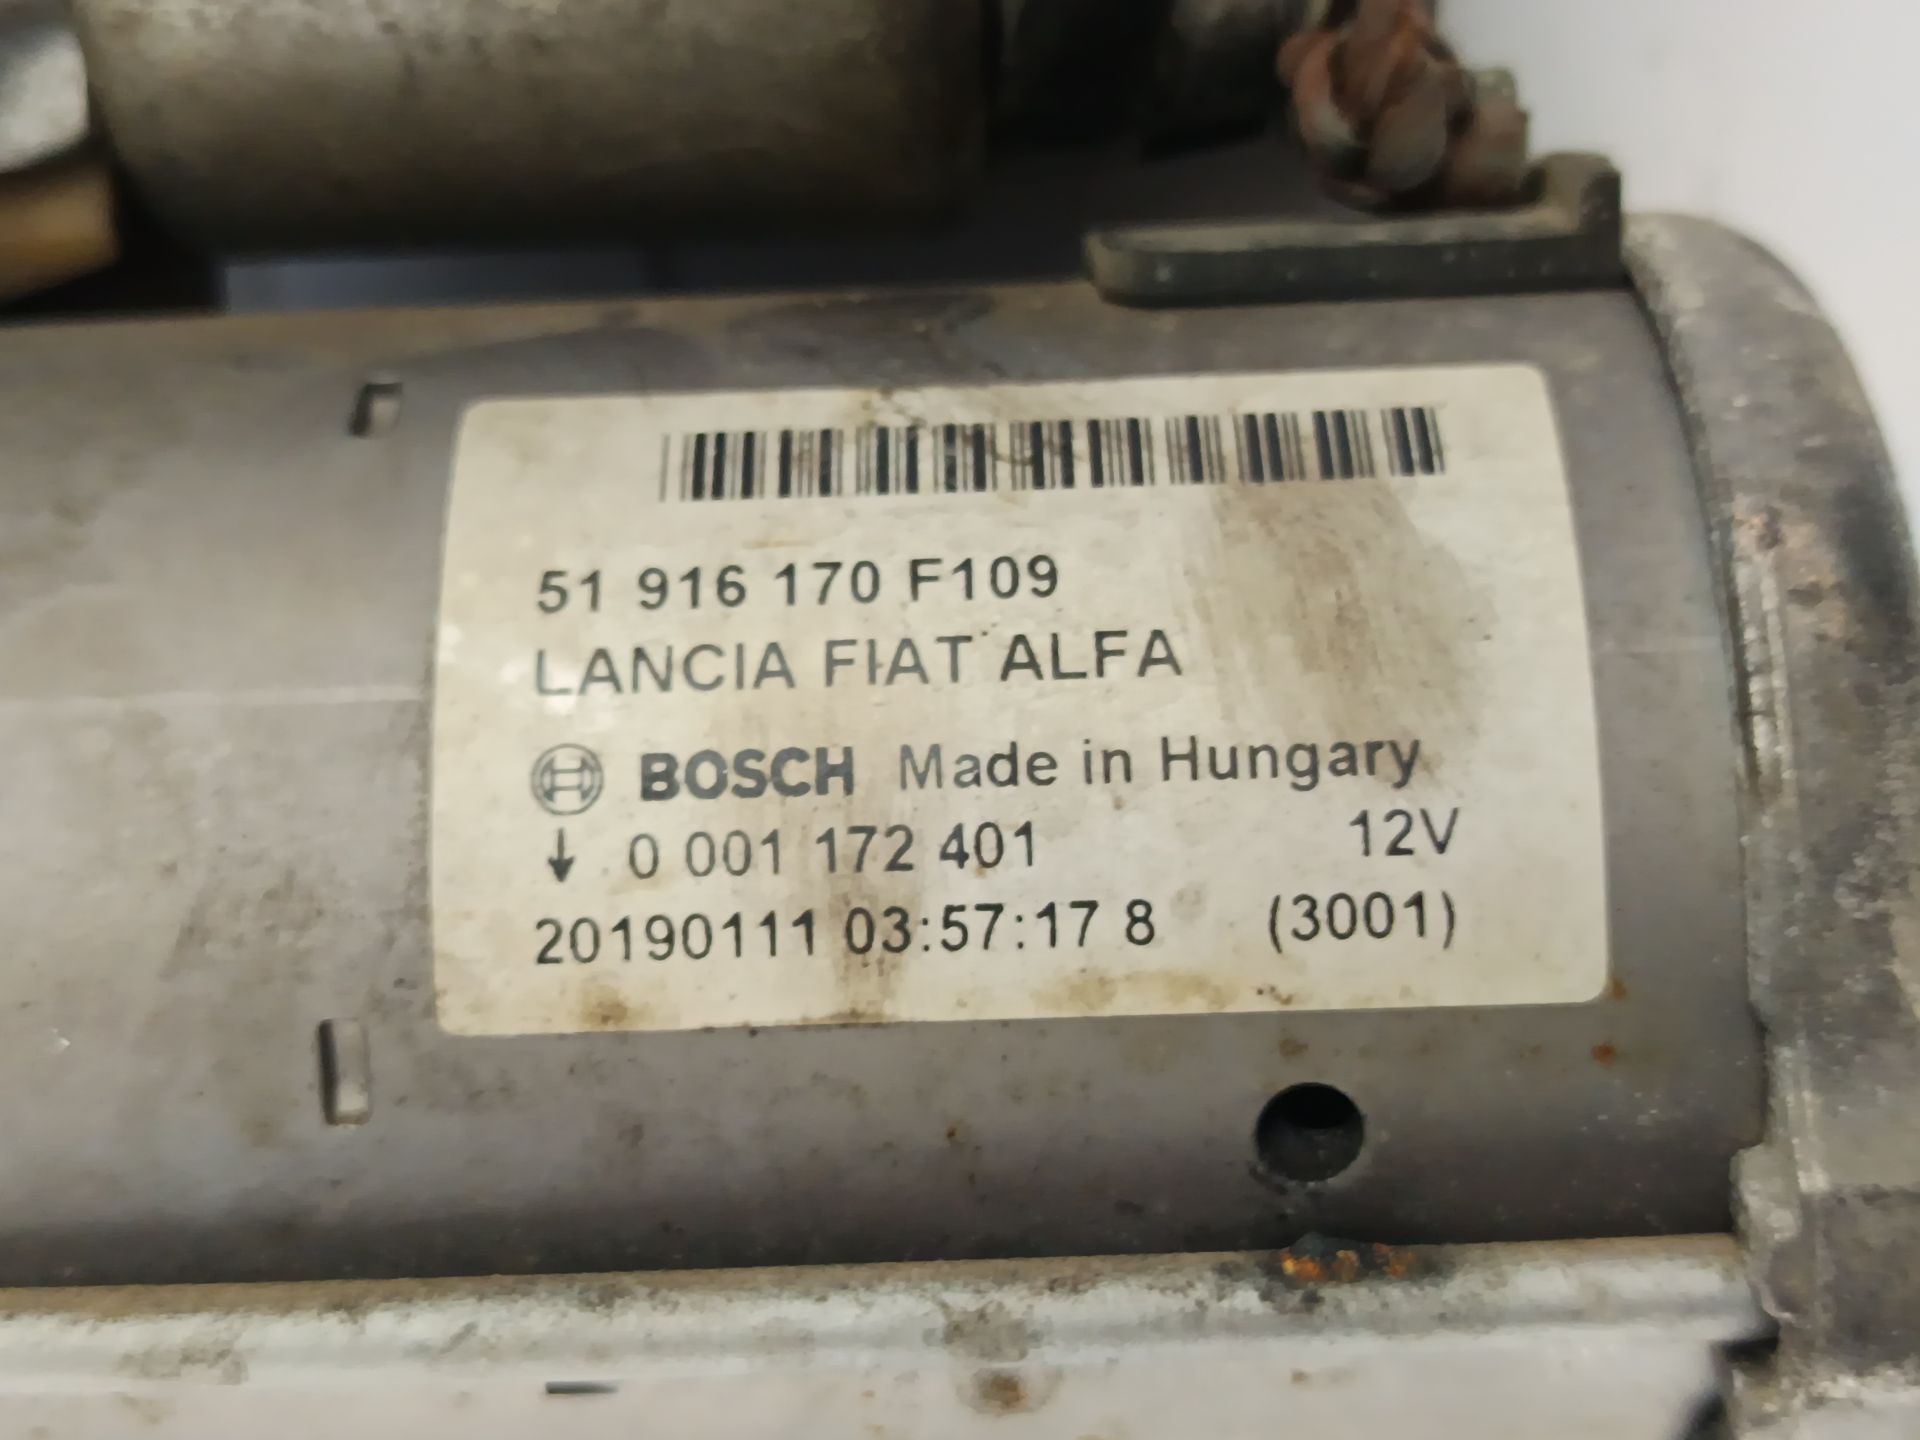 51 916 170 F109
LANCIA FIAT ALFA
BOSCH Made in Hungary
↓ 0 001 172 401 12V
20190111 03:57:17 8 (3001)